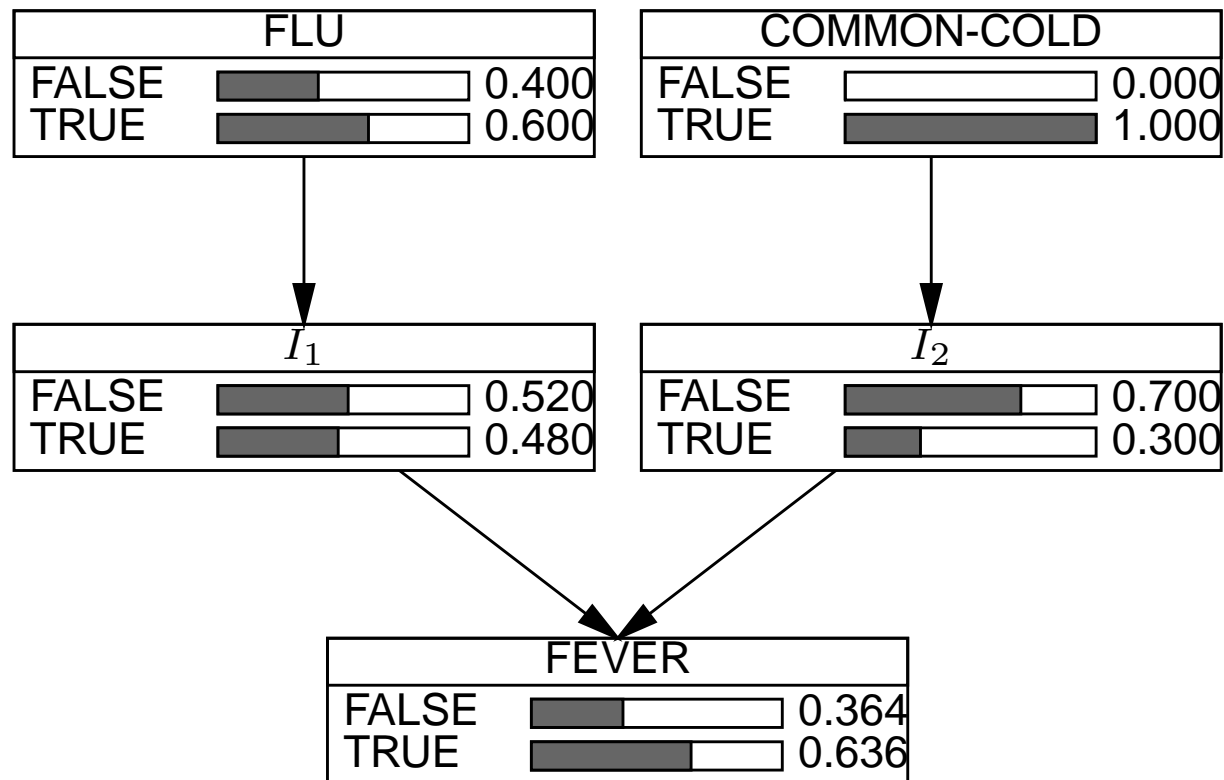 FLU
FALSE 0.400
TRUE 0.600
COMMON-COLD
FALSE 0.000
TRUE 1.000
I₁
FALSE 0.520
TRUE 0.480
I₂
FALSE 0.700
TRUE 0.300
FEVER
FALSE 0.364
TRUE 0.636